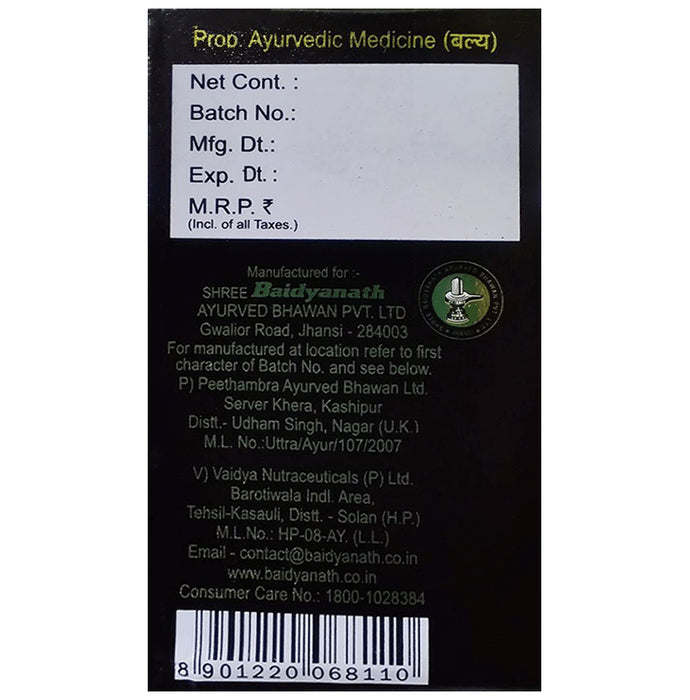 Prop. Ayurvedic Medicine (बल्य)
Net Cont. :
Batch No.:
Mfg. Dt.:
Exp. Dt. :
M.R.P. ₹
(Incl. of all Taxes.)
Manufactured for :-
SHREE Baidyanath
AYURVED BHAWAN PVT. LTD
Gwalior Road, Jhansi - 284003
For manufactured at location refer to first
character of Batch No. and see below.
P) Peethambra Ayurved Bhawan Ltd.
Server Khera, Kashipur
Distt.- Udham Singh, Nagar (U.K.)
M.L. No.:Uttra/Ayur/107/2007
V) Vaidya Nutraceuticals (P) Ltd.
Barotiwala Indl. Area,
Tehsil-Kasauli, Distt. - Solan (H.P.)
M.L.No.: HP-08-AY. (L.L.)
Email - contact@baidyanath.co.in
www.baidyanath.co.in
Consumer Care No.: 1800-1028384
8 901220 068110